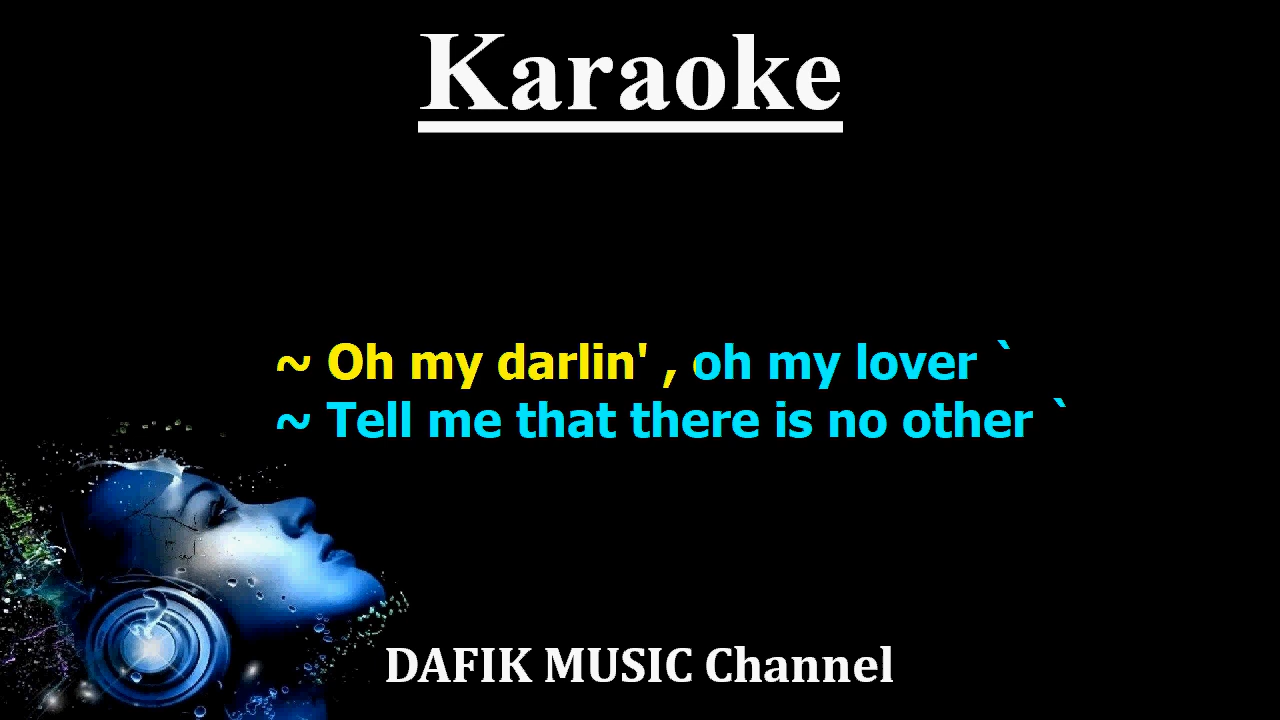 Karaoke
~ Oh my darlin' , oh my lover `
~ Tell me that there is no other `
DAFIK MUSIC Channel